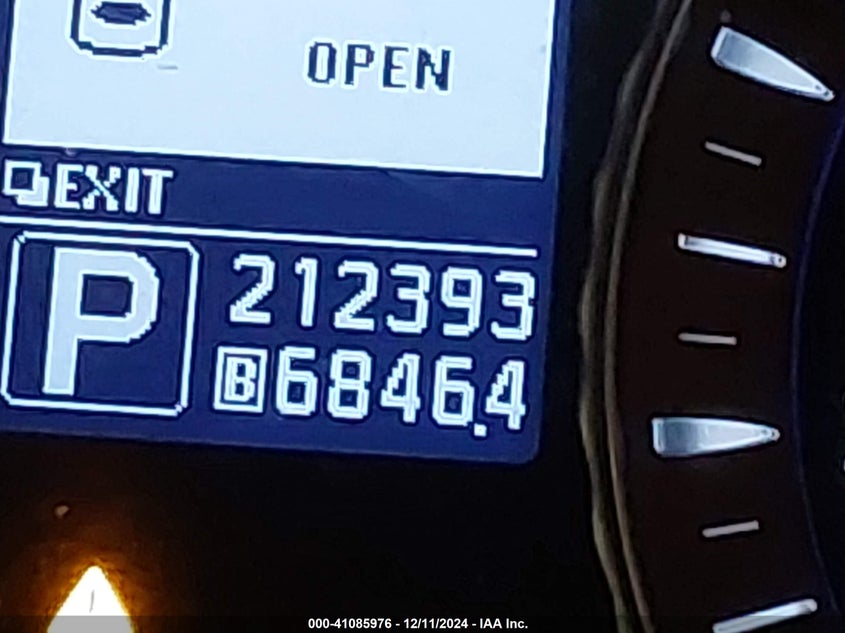 OPEN
EXIT
P
212393
B 6846.4
000-41085976 - 12/11/2024 - IAA Inc.